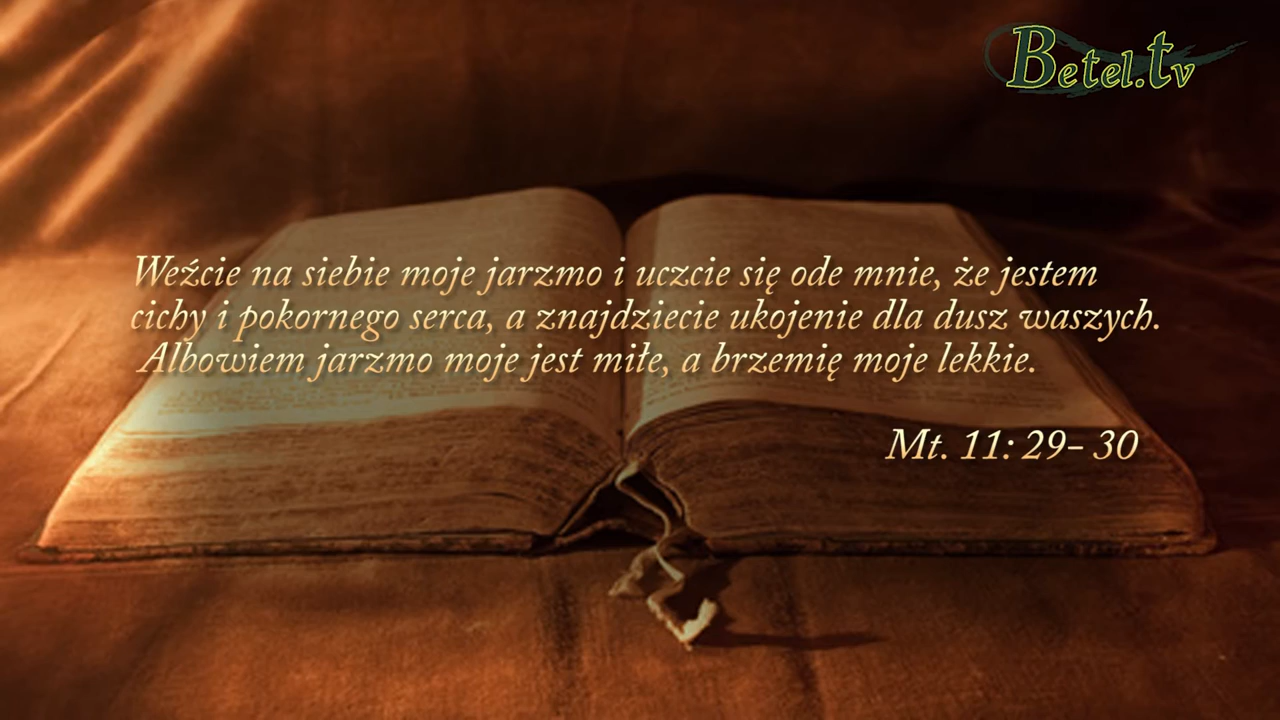 Betel.tv
Weźcie na siebie moje jarzmo i uczcie się ode mnie, że jestem
cichy i pokornego serca, a znajdziecie ukojenie dla dusz waszych.
Albowiem jarzmo moje jest miłe, a brzemię moje lekkie.
Mt. 11: 29- 30